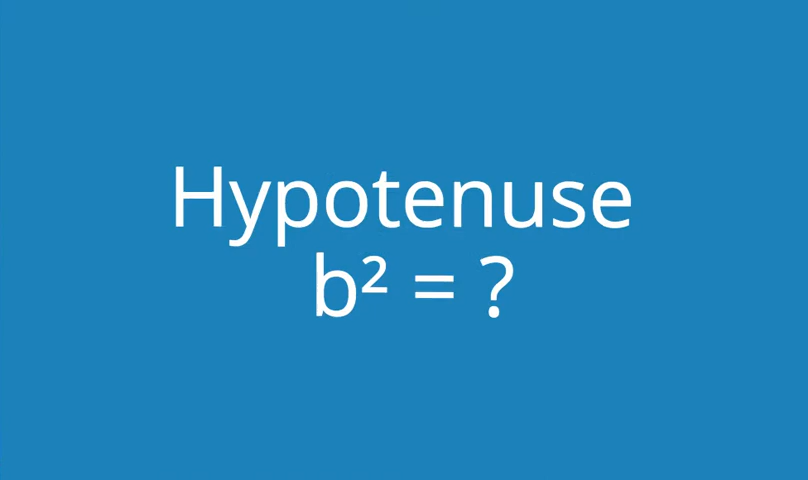 Hypotenuse
b² = ?